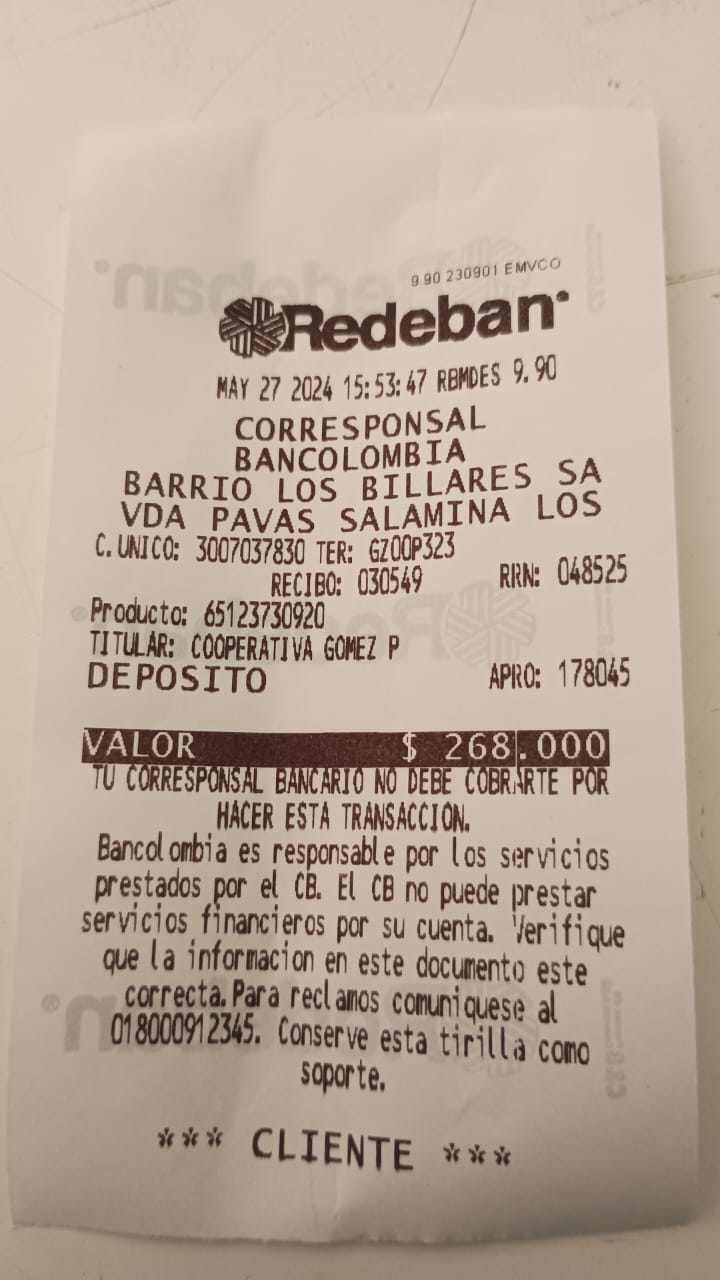 9 90 230901 EMVCO
Redeban
MAY 27 2024 15:53:47 RBMDES 9.90
CORRESPONSAL
BANCOLOMBIA
BARRIO LOS BILLARES SA
VDA PAVAS SALAMINA LOS
C. UNICO: 3007037830 TER: GZ00P323
RECIBO: 030549 RRN: 048525
Producto: 65123730920
TITULAR: COOPERATIVA GOMEZ P
DEPOSITO APRO: 178045
VALOR $ 268.000
TU CORRESPONSAL BANCARIO NO DEBE COBRARTE POR
HACER ESTA TRANSACCION.
Bancolombia es responsable por los servicios
prestados por el CB. El CB no puede prestar
servicios financieros por su cuenta. Verifique
que la informacion en este documento este
correcta. Para reclamos comuniquese al
018000912345. Conserve esta tirilla como
soporte.
*** CLIENTE ***